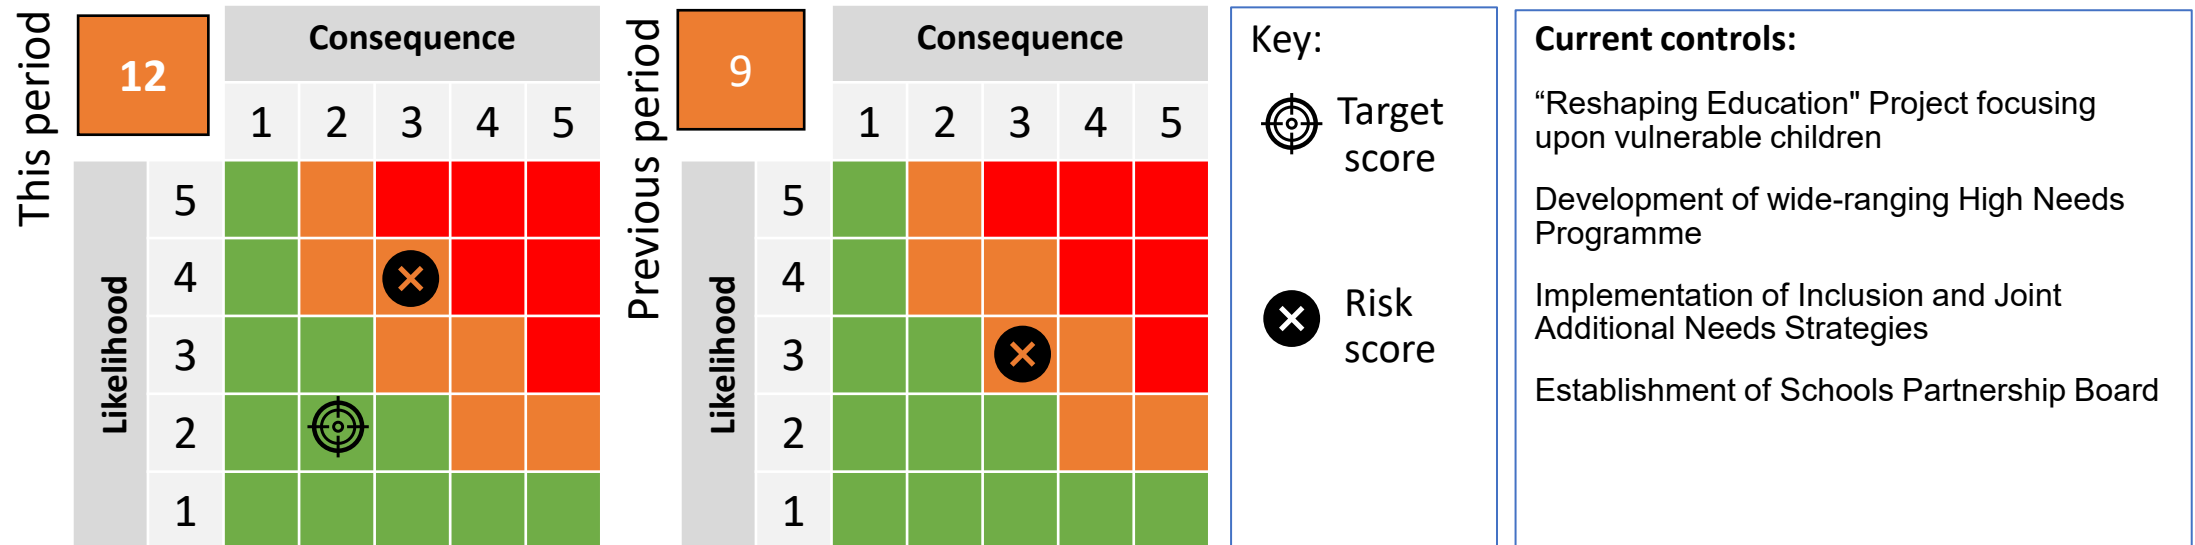 This period
12
Consequence
1 2 3 4 5
Likelihood
5
4
3
2
1
Previous period
9
Consequence
1 2 3 4 5
Likelihood
5
4
3
2
1
Key:
Target
score
Risk
score
Current controls:
“Reshaping Education" Project focusing
upon vulnerable children
Development of wide-ranging High Needs
Programme
Implementation of Inclusion and Joint
Additional Needs Strategies
Establishment of Schools Partnership Board